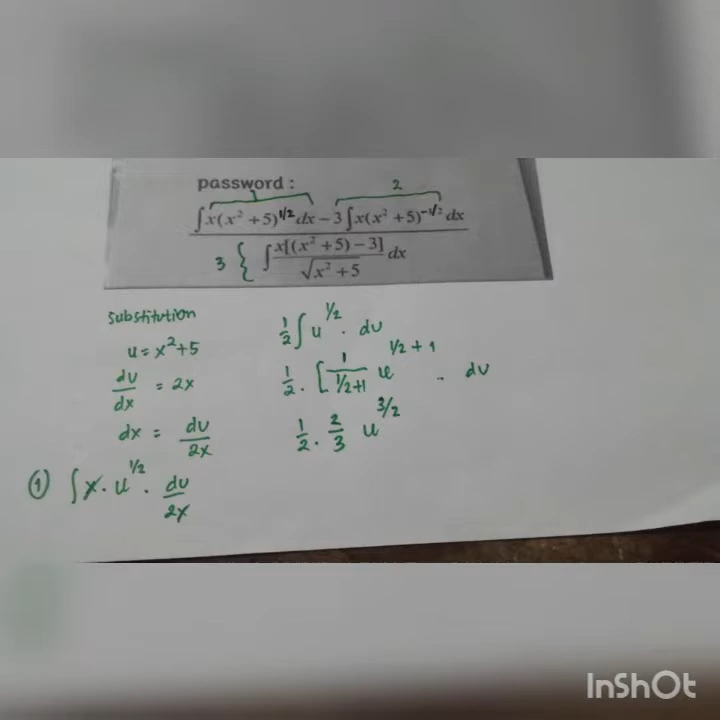 password :
1 2
∫x(x² + 5)^1/2 dx − 3∫x(x² + 5)^-1/2 dx
3 { ∫ x[(x² + 5) − 3] / √x² + 5 dx
substitution
u = x² + 5
du/dx = 2x
dx = du/2x
① ∫x · u^1/2 · du/2x
1/2 ∫ u^1/2 · du
1/2 · [ 1/(1/2+1) u^1/2 + 1 · du
1/2 · 2/3 u^3/2
InShOt